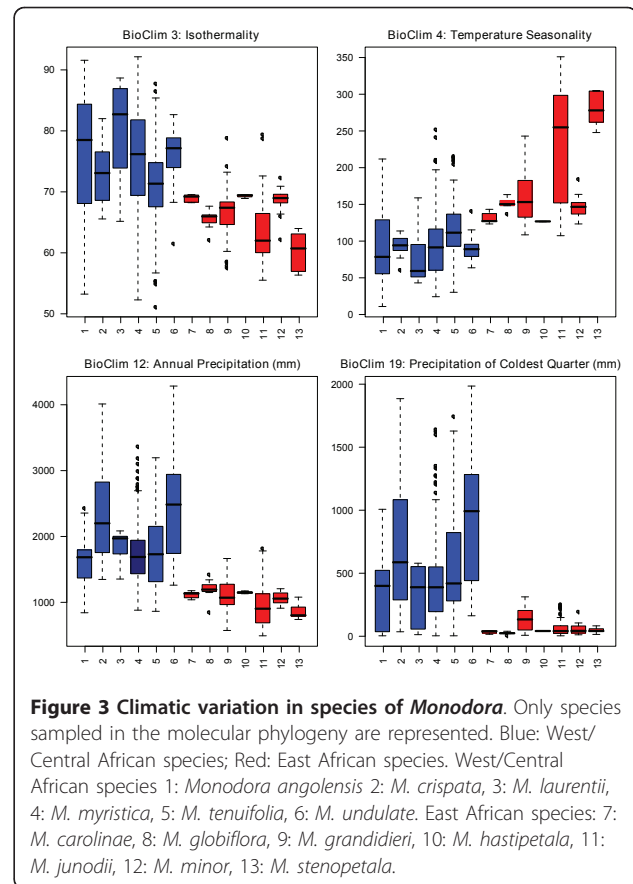 BioClim 3: Isothermality
BioClim 4: Temperature Seasonality
90
80
70
60
50
1 2 3 4 5 6 7 8 9 10 11 12 13
350
300
250
200
150
100
50
0
1 2 3 4 5 6 7 8 9 10 11 12 13
BioClim 12: Annual Precipitation (mm)
BioClim 19: Precipitation of Coldest Quarter (mm)
4000
3000
2000
1000
1 2 3 4 5 6 7 8 9 10 11 12 13
2000
1500
1000
500
0
1 2 3 4 5 6 7 8 9 10 11 12 13
Figure 3 Climatic variation in species of Monodora. Only species
sampled in the molecular phylogeny are represented. Blue: West/
Central African species; Red: East African species. West/Central
African species 1: Monodora angolensis 2: M. crispata, 3: M. laurentii,
4: M. myristica, 5: M. tenuifolia, 6: M. undulate. East African species: 7:
M. carolinae, 8: M. globiflora, 9: M. grandidieri, 10: M. hastipetala, 11:
M. junodii, 12: M. minor, 13: M. stenopetala.